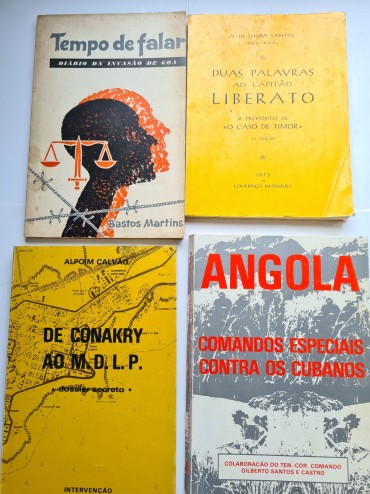 Tempo de falar
DIÁRIO DA INVASÃO DE GOA
Bastos Martins
DUAS PALAVRAS
AO CAPITÃO
LIBERATO
A PROPÓSITO DE
«O CASO DE TIMOR»
1973
LOURENÇO MARQUES
ALPOIM CALVÃO
DE CONAKRY
AO M.D.L.P.
• dossier secreto •
INTERVENÇÃO
ANGOLA
COMANDOS ESPECIAIS
CONTRA OS CUBANOS
COLABORAÇÃO DO TEN.-COR. COMANDO
GILBERTO SANTOS E CASTRO